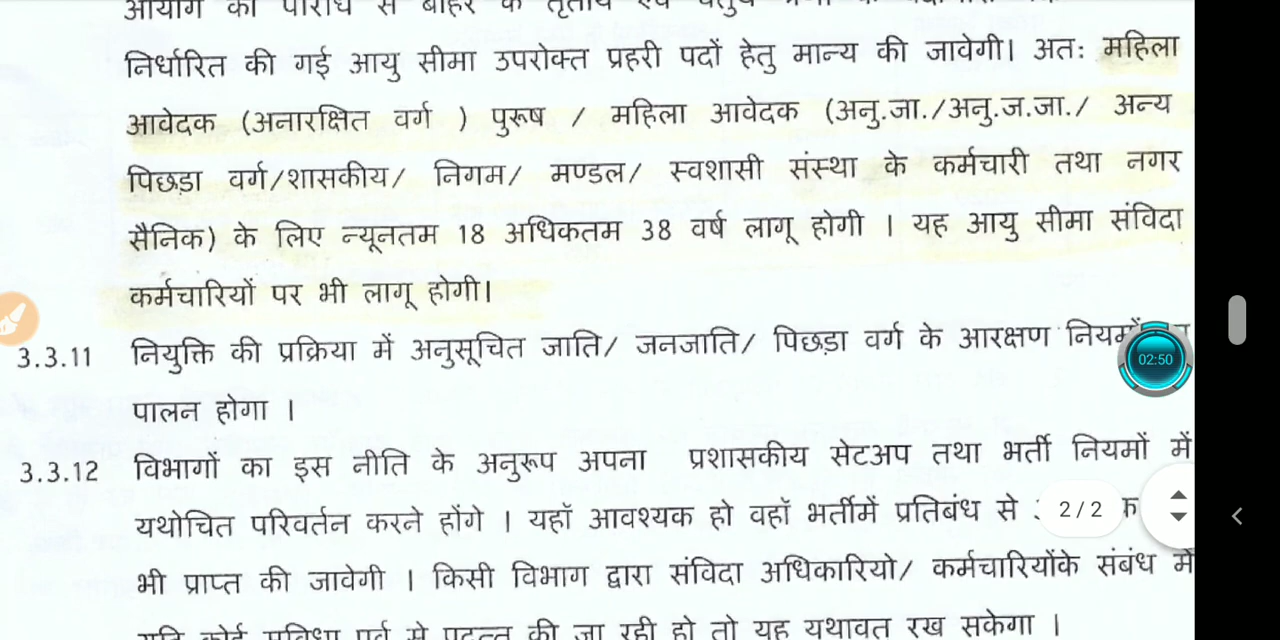 निर्धारित की गई आयु सीमा उपरोक्त प्रहरी पदों हेतु मान्य की जावेगी। अतः महिला
आवेदक (अनारक्षित वर्ग ) पुरूष / महिला आवेदक (अनु.जा./अनु.ज.जा./ अन्य
पिछड़ा वर्ग/शासकीय/ निगम/ मण्डल/ स्वशासी संस्था के कर्मचारी तथा नगर
सैनिक) के लिए न्यूनतम 18 अधिकतम 38 वर्ष लागू होगी । यह आयु सीमा संविदा
कर्मचारियों पर भी लागू होगी।
3.3.11 नियुक्ति की प्रक्रिया में अनुसूचित जाति/ जनजाति/ पिछड़ा वर्ग के आरक्षण
02:50
पालन होगा ।
3.3.12 विभागों का इस नीति के अनुरूप अपना प्रशासकीय सेटअप तथा भर्ती नियमों में
यथोचित परिवर्तन करने होंगे । यहॉ आवश्यक हो वहॉ भर्तीमें प्रतिबंध से
2/2
भी प्राप्त की जावेगी । किसी विभाग द्वारा संविदा अधिकारियो/ कर्मचारियोंके संबंध में
रही हो तो यह यथावत रख सकेगा ।